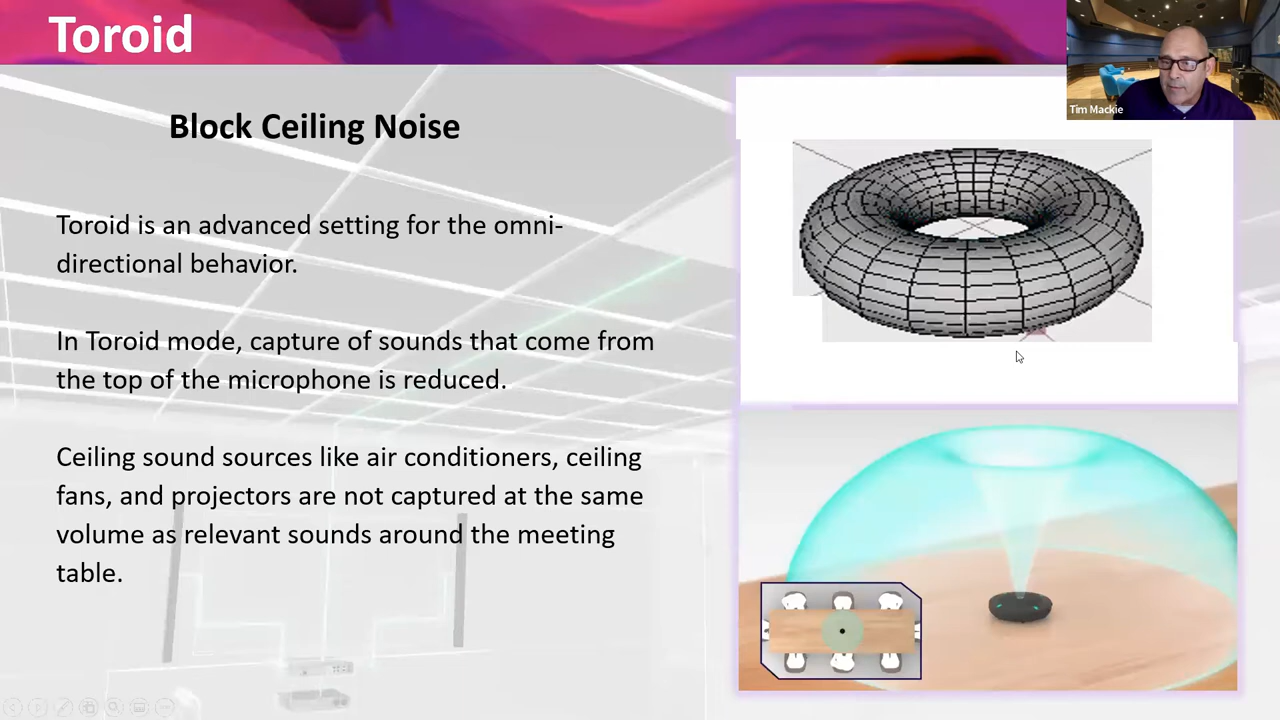 Toroid
Tim Mackie
Block Ceiling Noise
Toroid is an advanced setting for the omni-
directional behavior.
In Toroid mode, capture of sounds that come from
the top of the microphone is reduced.
Ceiling sound sources like air conditioners, ceiling
fans, and projectors are not captured at the same
volume as relevant sounds around the meeting
table.